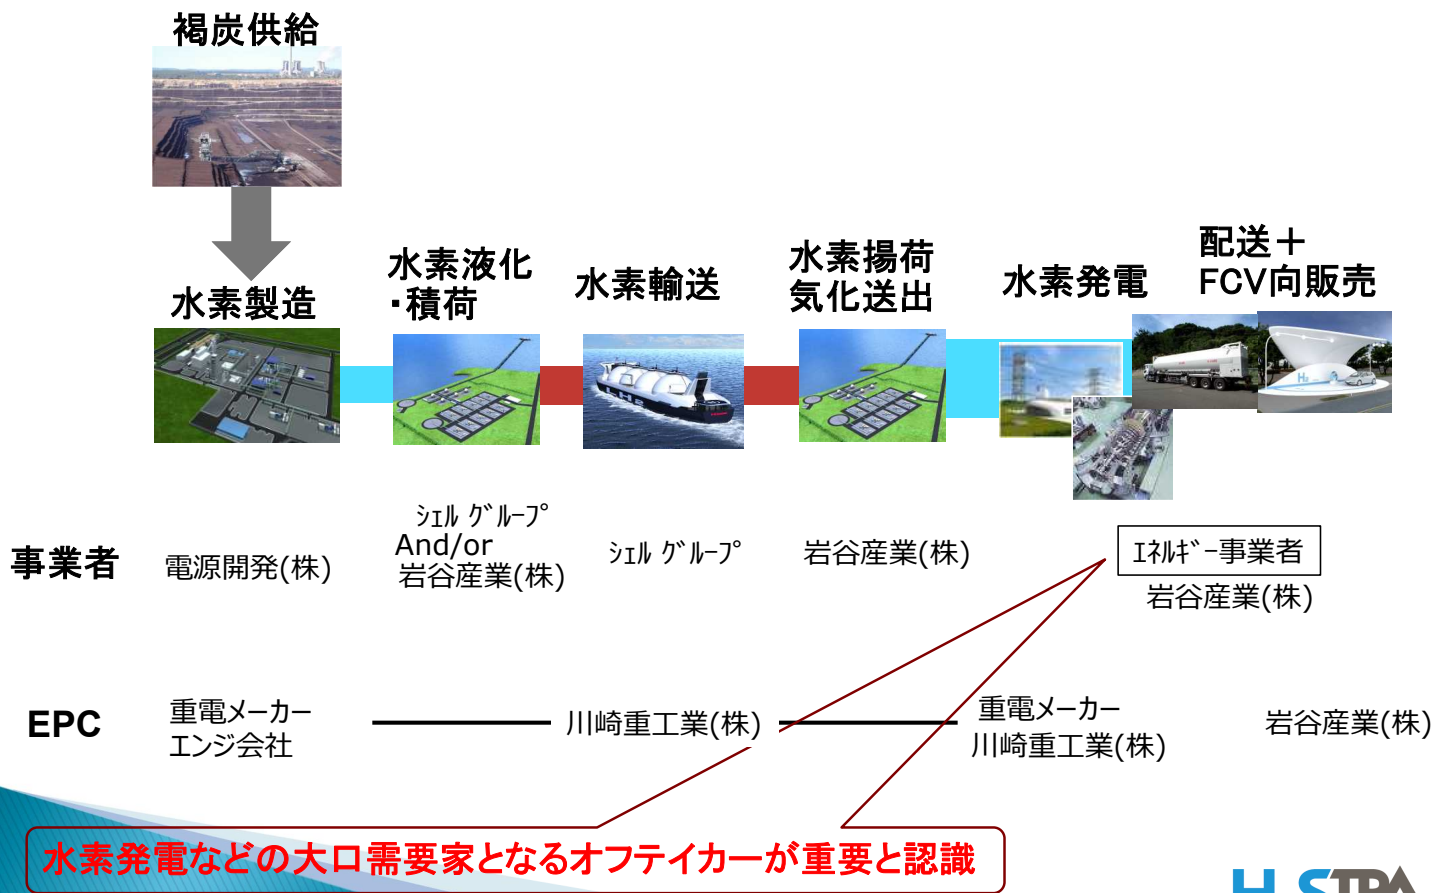 褐炭供給
水素製造
水素液化
・積荷
水素輸送
水素揚荷
気化送出
水素発電
配送＋
FCV向販売
事業者
電源開発(株)
ｼｪﾙ ｸﾞﾙｰﾌﾟ
And/or
岩谷産業(株)
ｼｪﾙ ｸﾞﾙｰﾌﾟ
岩谷産業(株)
ｴﾈﾙｷﾞｰ事業者
岩谷産業(株)
EPC
重電メーカー
エンジ会社
川崎重工業(株)
重電メーカー
川崎重工業(株)
岩谷産業(株)
水素発電などの大口需要家となるオフテイカーが重要と認識